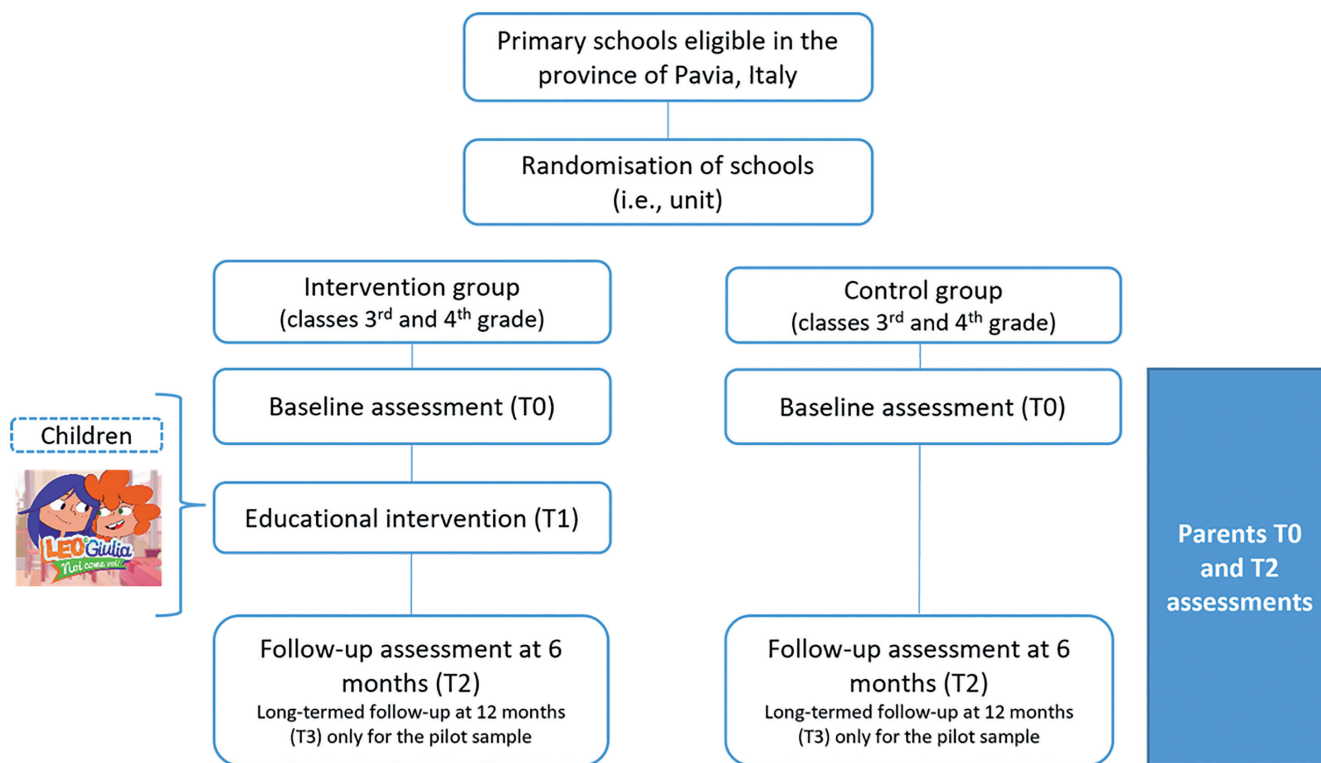 Primary schools eligible in the
province of Pavia, Italy
Randomisation of schools
(i.e., unit)
Intervention group
(classes 3rd and 4th grade)
Control group
(classes 3rd and 4th grade)
Baseline assessment (T0)
Baseline assessment (T0)
Children
LEO e Giulia
Noi come voi
Educational intervention (T1)
Parents T0
and T2
assessments
Follow-up assessment at 6
months (T2)
Long-termed follow-up at 12 months
(T3) only for the pilot sample
Follow-up assessment at 6
months (T2)
Long-termed follow-up at 12 months
(T3) only for the pilot sample